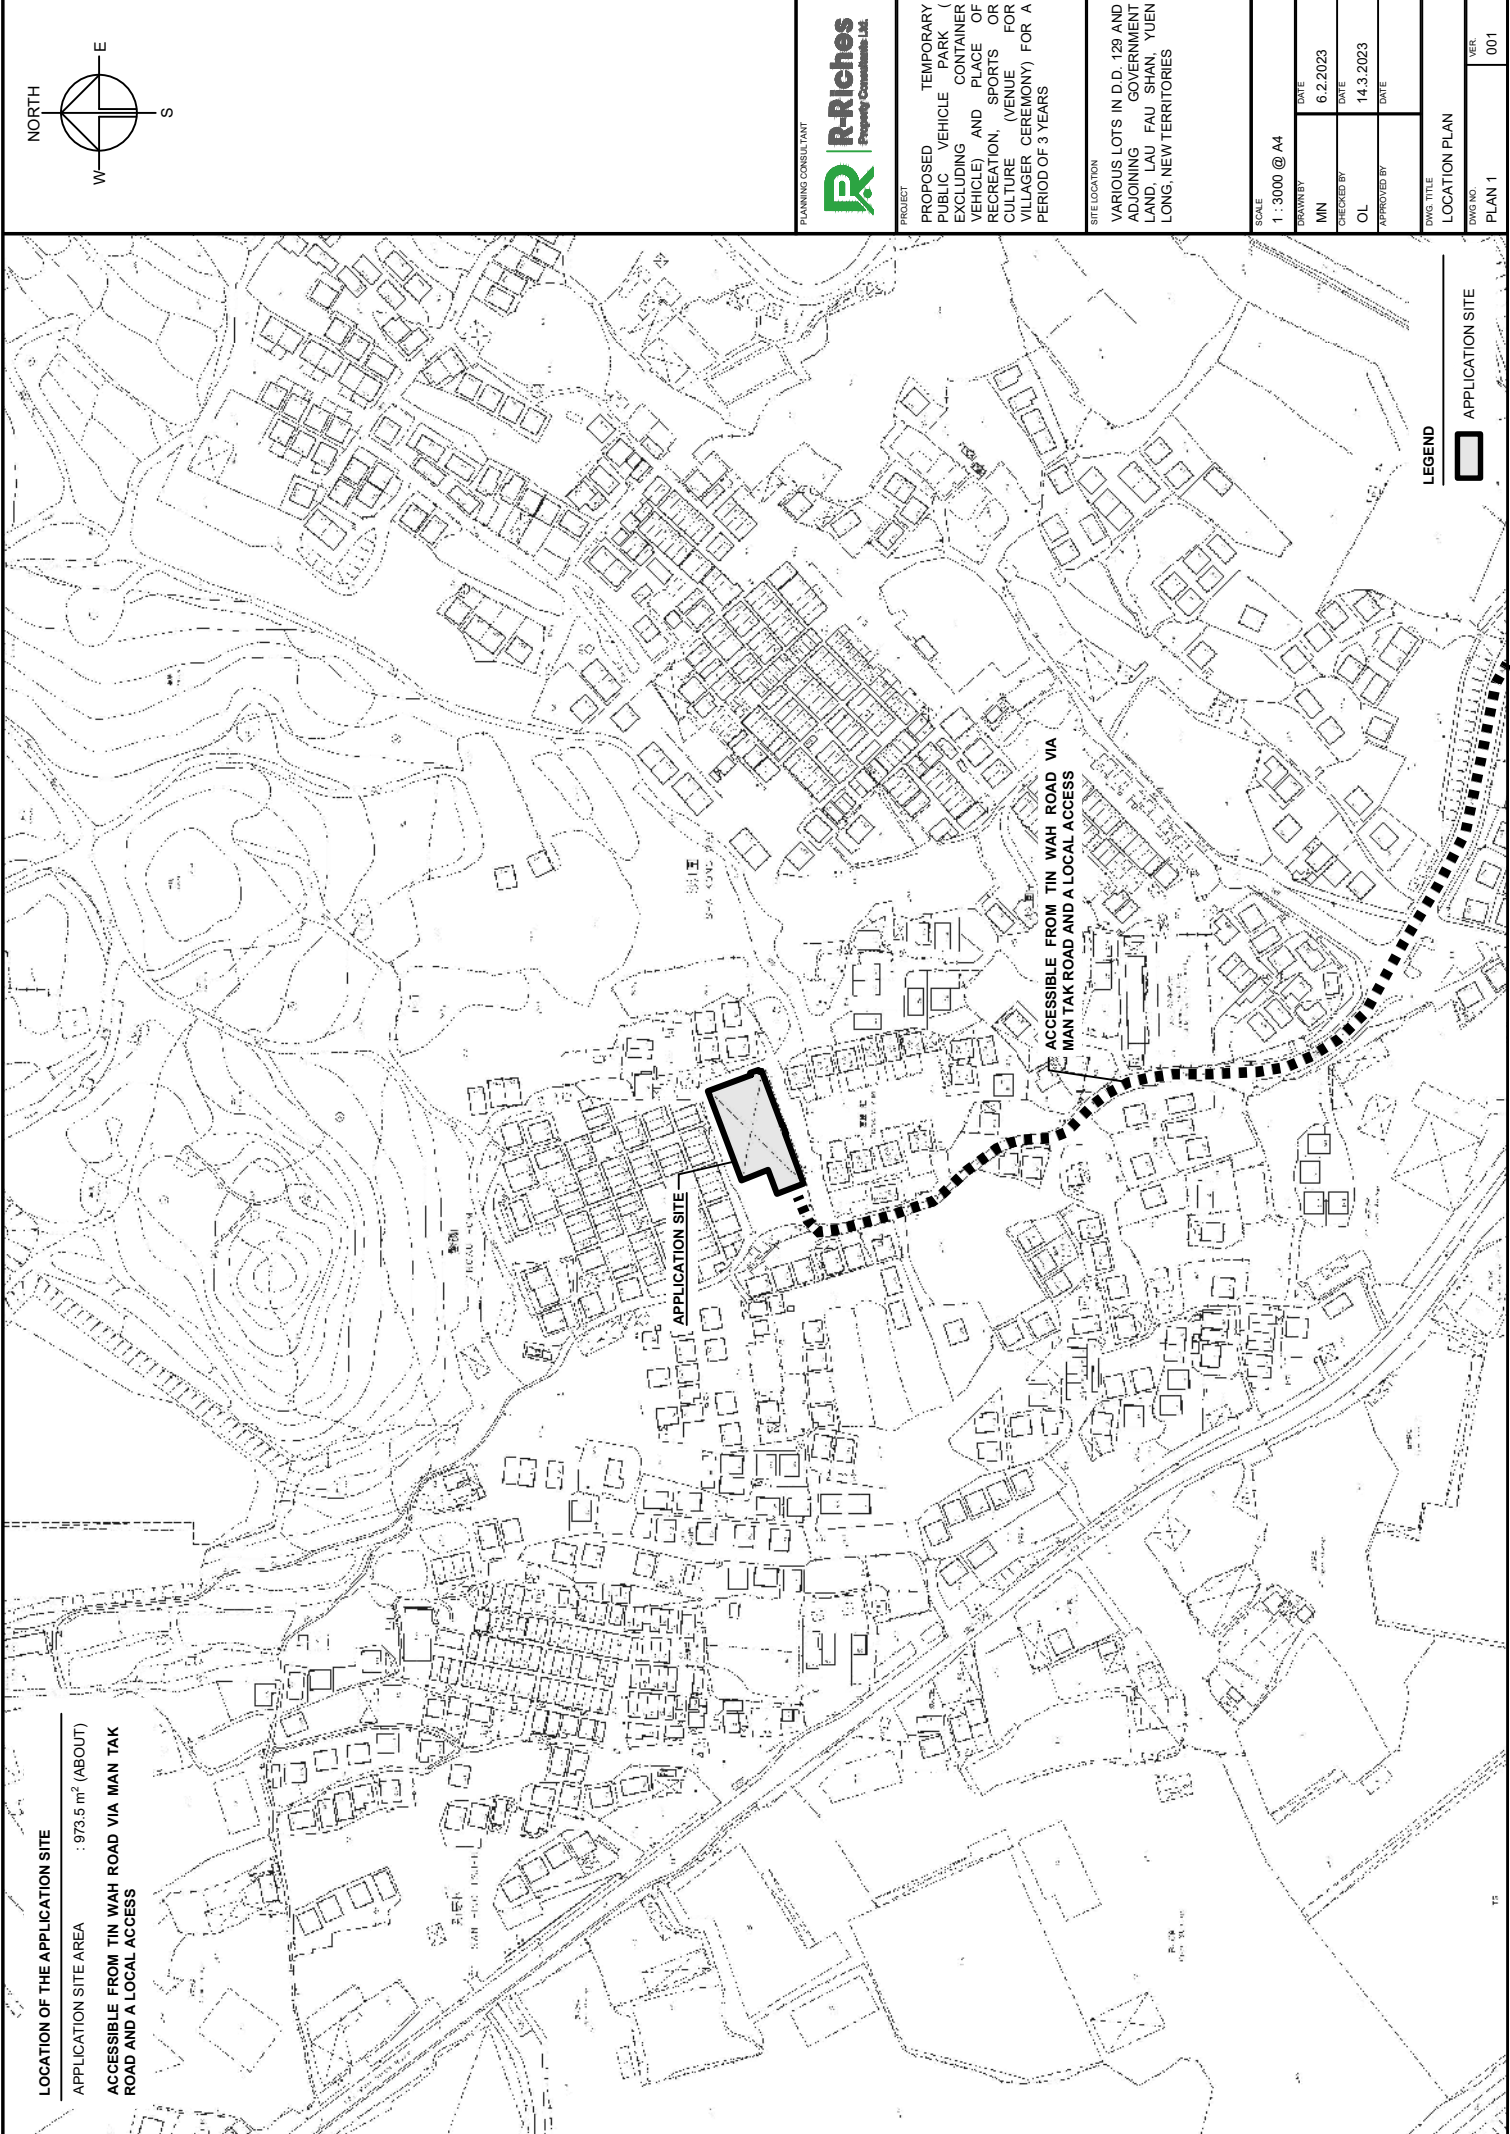 LOCATION OF THE APPLICATION SITE
APPLICATION SITE AREA : 973.5 m² (ABOUT)
ACCESSIBLE FROM TIN WAH ROAD VIA MAN TAK
ROAD AND A LOCAL ACCESS
APPLICATION SITE
ACCESSIBLE FROM TIN WAH ROAD VIA
MAN TAK ROAD AND A LOCAL ACCESS
LEGEND
APPLICATION SITE
NORTH
W
E
S
PLANNING CONSULTANT
R-Riches
Property Consultants Ltd.
PROJECT
PROPOSED TEMPORARY
PUBLIC VEHICLE PARK (
EXCLUDING CONTAINER
VEHICLE) AND PLACE OF
RECREATION, SPORTS OR
CULTURE (VENUE FOR
VILLAGER CEREMONY) FOR A
PERIOD OF 3 YEARS
SITE LOCATION
VARIOUS LOTS IN D.D. 129 AND
ADJOINING GOVERNMENT
LAND, LAU FAU SHAN, YUEN
LONG, NEW TERRITORIES
SCALE
1 : 3000 @ A4
DRAWN BY DATE
MN 6.2.2023
CHECKED BY DATE
OL 14.3.2023
APPROVED BY DATE
DWG. TITLE
LOCATION PLAN
DWG NO. VER.
PLAN 1 001